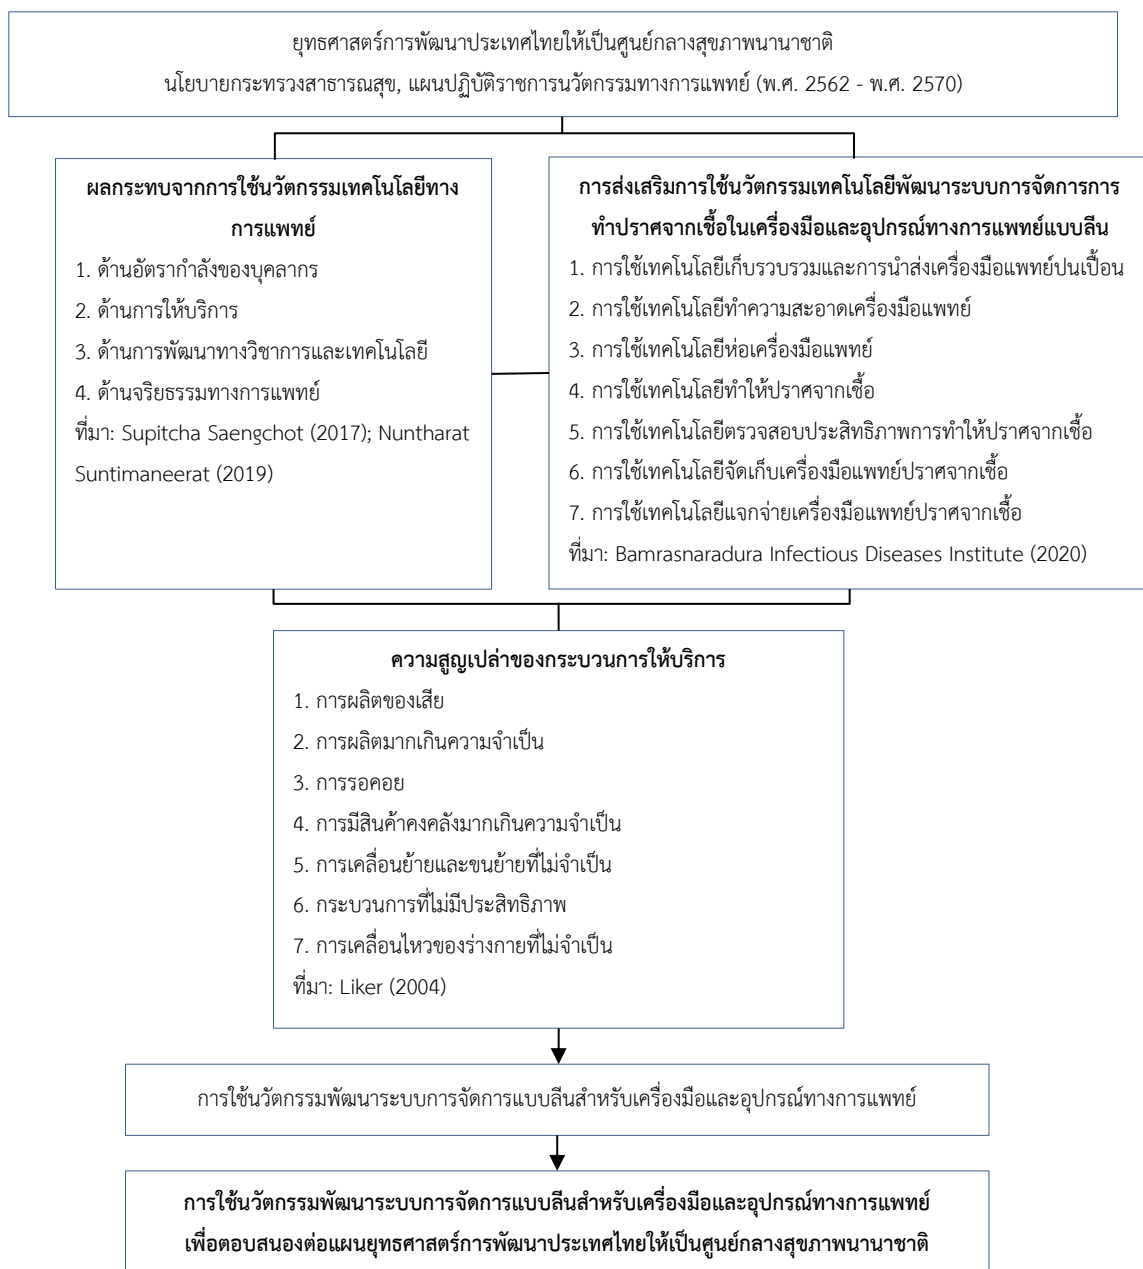 ยุทธศาสตร์การพัฒนาประเทศไทยให้เป็นศูนย์กลางสุขภาพนานาชาติ
นโยบายกระทรวงสาธารณสุข, แผนปฏิบัติราชการนวัตกรรมทางการแพทย์ (พ.ศ. 2562 - พ.ศ. 2570)
ผลกระทบจากการใช้นวัตกรรมเทคโนโลยีทาง
การแพทย์
1. ด้านอัตรากำลังของบุคลากร
2. ด้านการให้บริการ
3. ด้านการพัฒนาทางวิชาการและเทคโนโลยี
4. ด้านจริยธรรมทางการแพทย์
ที่มา: Supitcha Saengchot (2017); Nuntharat
Suntimaneerat (2019)
การส่งเสริมการใช้นวัตกรรมเทคโนโลยีพัฒนาระบบการจัดการการ
ทำปราศจากเชื้อในเครื่องมือและอุปกรณ์ทางการแพทย์แบบลีน
1. การใช้เทคโนโลยีเก็บรวบรวมและการนำส่งเครื่องมือแพทย์ปนเปื้อน
2. การใช้เทคโนโลยีทำความสะอาดเครื่องมือแพทย์
3. การใช้เทคโนโลยีห่อเครื่องมือแพทย์
4. การใช้เทคโนโลยีทำให้ปราศจากเชื้อ
5. การใช้เทคโนโลยีตรวจสอบประสิทธิภาพการทำให้ปราศจากเชื้อ
6. การใช้เทคโนโลยีจัดเก็บเครื่องมือแพทย์ปราศจากเชื้อ
7. การใช้เทคโนโลยีแจกจ่ายเครื่องมือแพทย์ปราศจากเชื้อ
ที่มา: Bamrasnaradura Infectious Diseases Institute (2020)
ความสูญเปล่าของกระบวนการให้บริการ
1. การผลิตของเสีย
2. การผลิตมากเกินความจำเป็น
3. การรอคอย
4. การมีสินค้าคงคลังมากเกินความจำเป็น
5. การเคลื่อนย้ายและขนย้ายที่ไม่จำเป็น
6. กระบวนการที่ไม่มีประสิทธิภาพ
7. การเคลื่อนไหวของร่างกายที่ไม่จำเป็น
ที่มา: Liker (2004)
การใช้นวัตกรรมพัฒนาระบบการจัดการแบบลีนสำหรับเครื่องมือและอุปกรณ์ทางการแพทย์
การใช้นวัตกรรมพัฒนาระบบการจัดการแบบลีนสำหรับเครื่องมือและอุปกรณ์ทางการแพทย์
เพื่อตอบสนองต่อแผนยุทธศาสตร์การพัฒนาประเทศไทยให้เป็นศูนย์กลางสุขภาพนานาชาติ